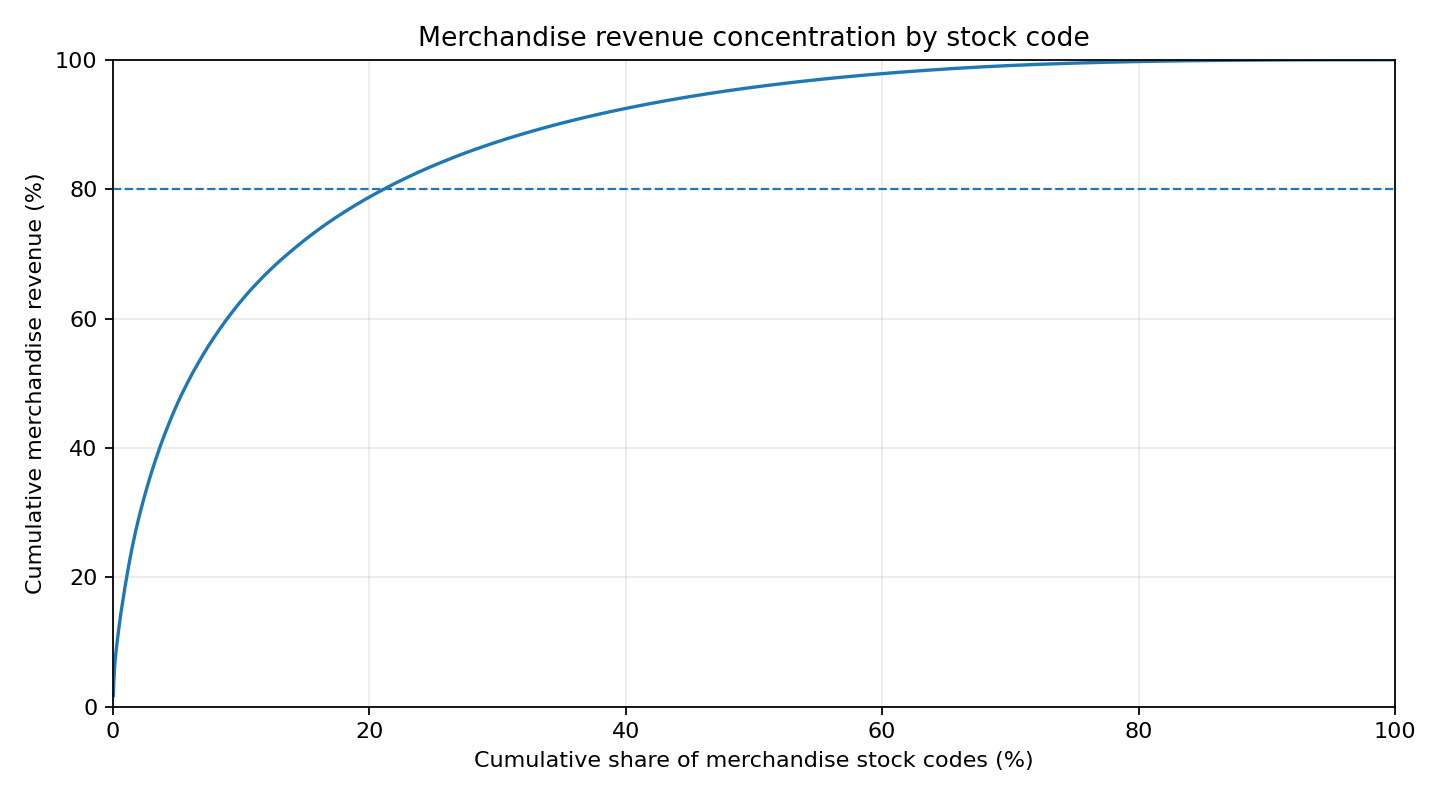 Merchandise revenue concentration by stock code
Cumulative merchandise revenue (%)
100
80
60
40
20
0
0 20 40 60 80 100
Cumulative share of merchandise stock codes (%)